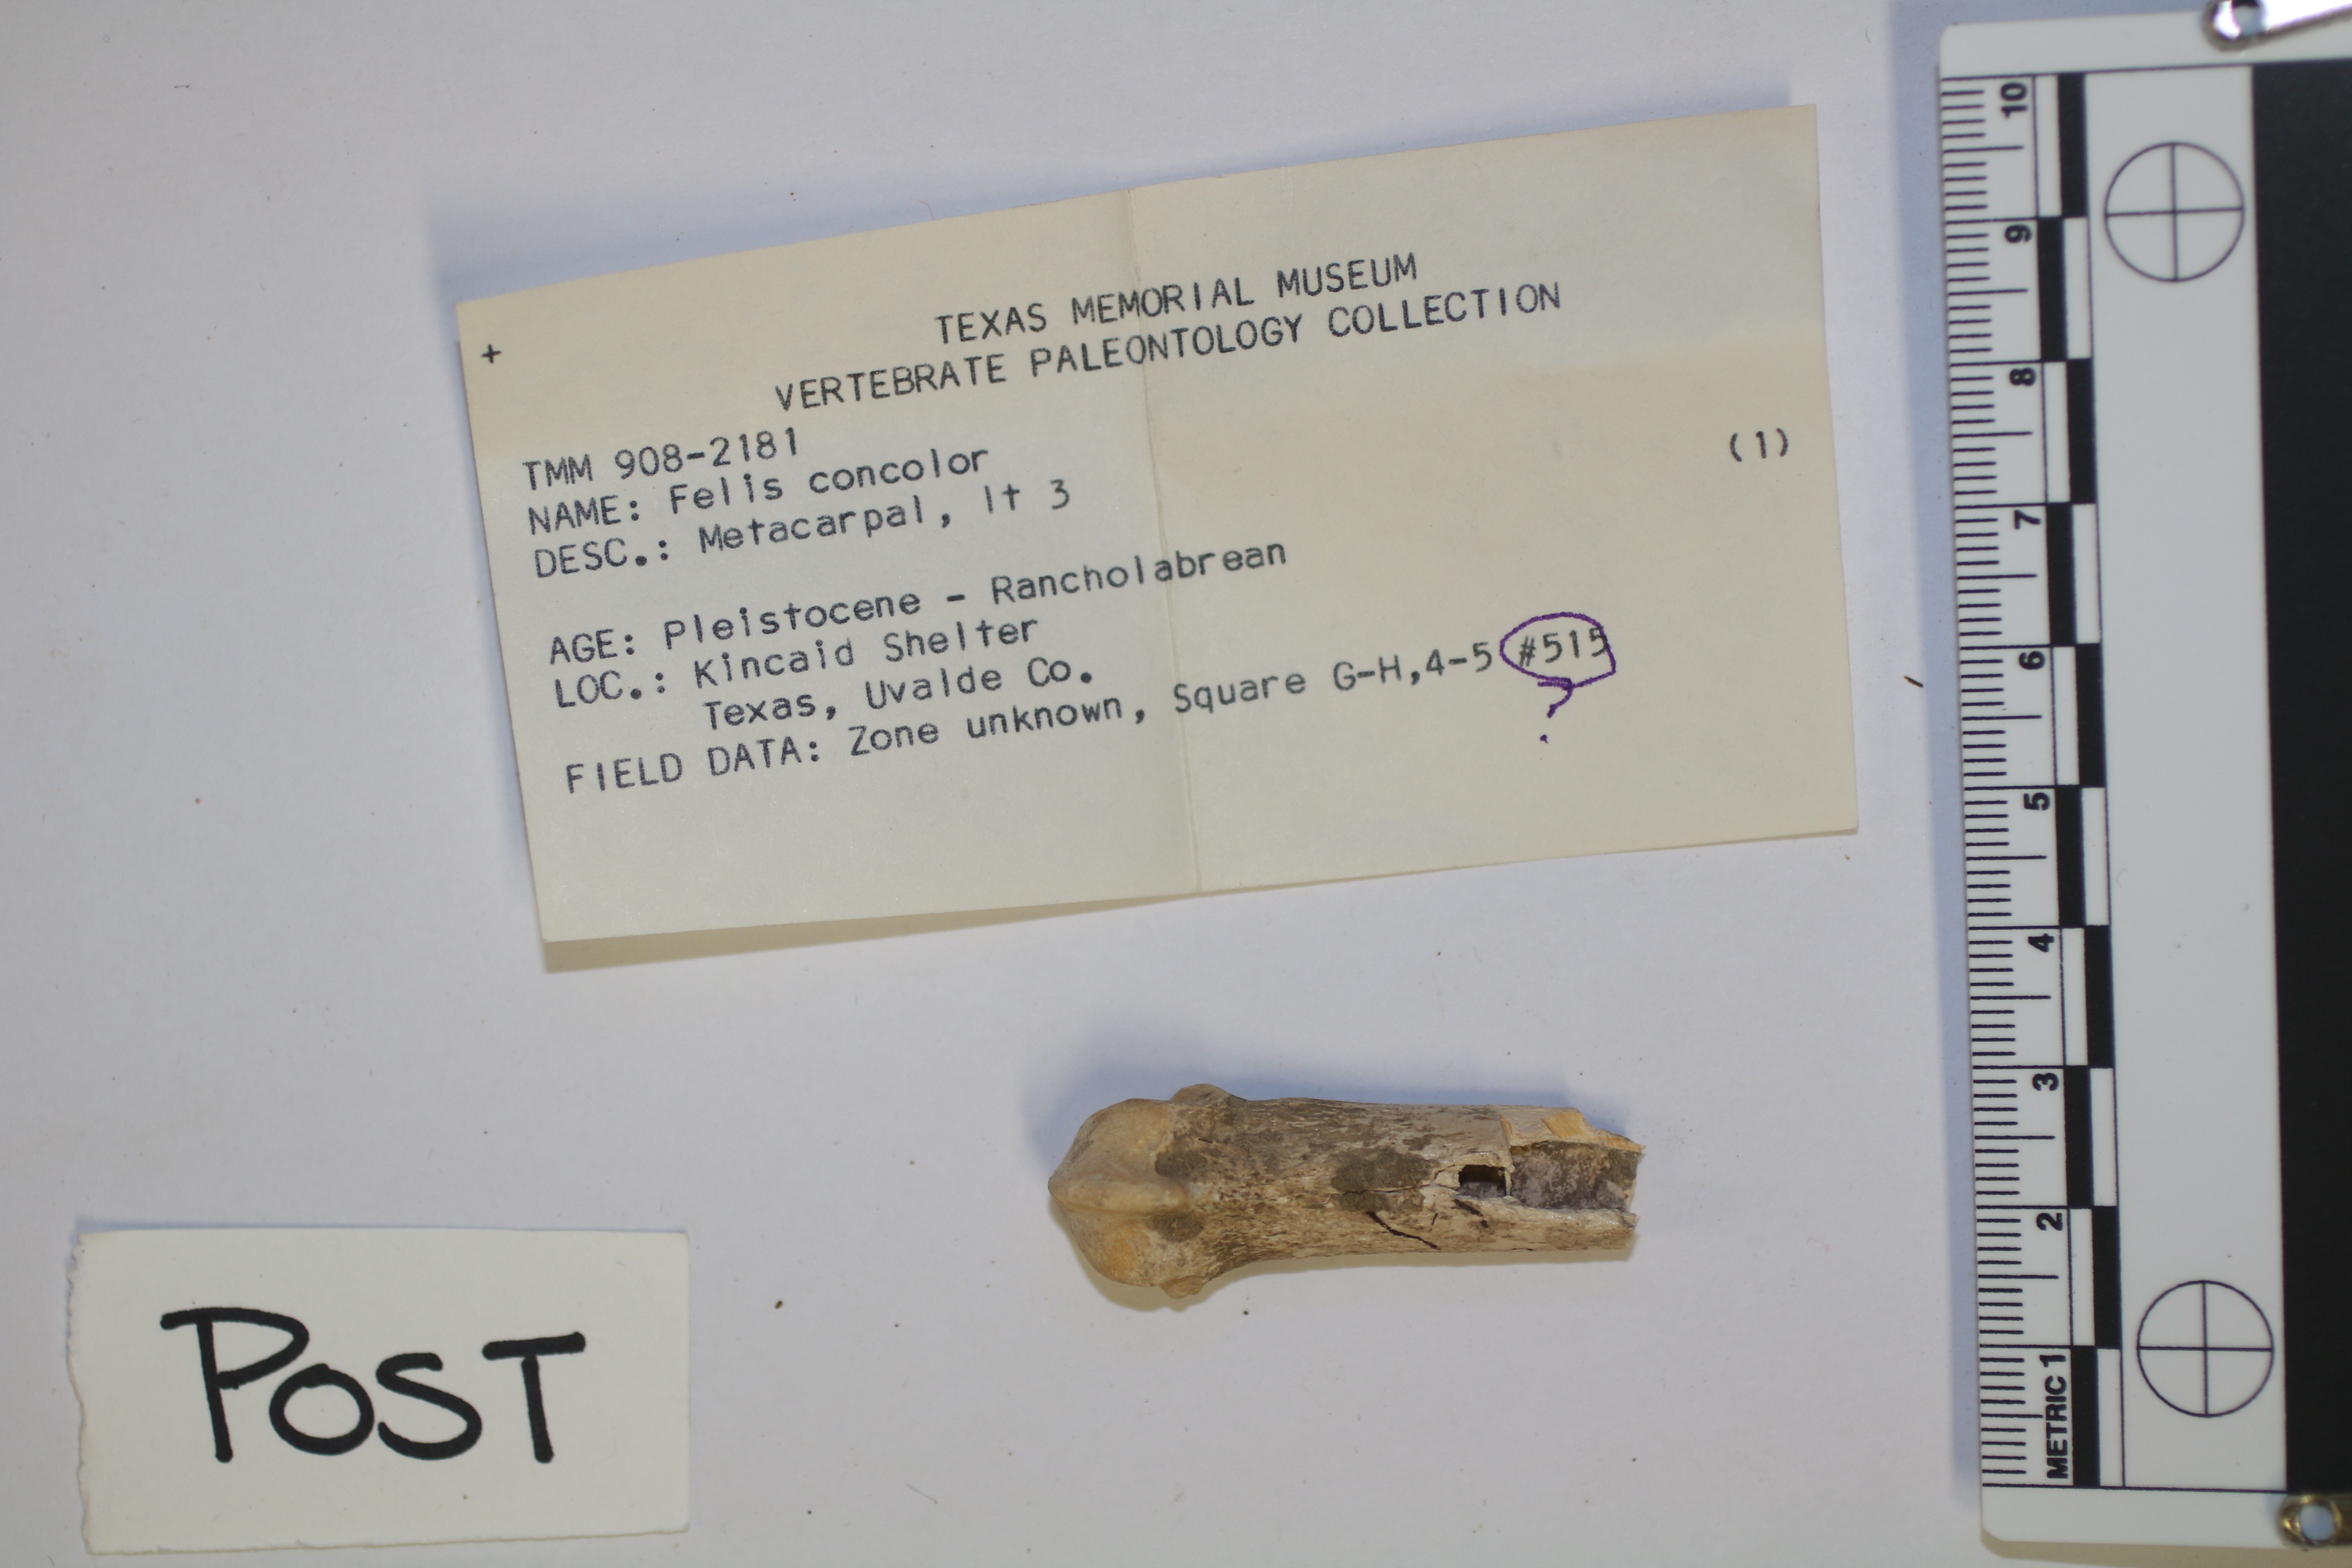 +
TEXAS MEMORIAL MUSEUM
VERTEBRATE PALEONTOLOGY COLLECTION
TMM 908-2181
(1)
NAME: Felis concolor
DESC.: Metacarpal, lt 3
AGE: Pleistocene - Rancholabrean
LOC.: Kincaid Shelter
Texas, Uvalde Co.
FIELD DATA: Zone unknown, Square G-H,4-5 #515
?
POST
10
9
8
7
6
5
4
3
2
METRIC 1